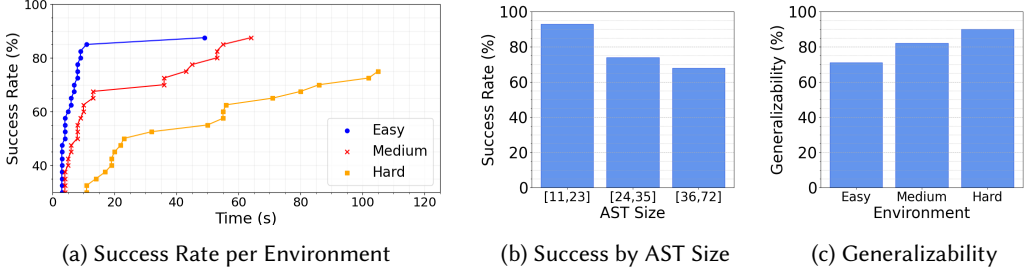 Success Rate (%)
100
80
60
40
0 20 40 60 80 100 120
Time (s)
Easy
Medium
Hard
(a) Success Rate per Environment
Success Rate (%)
100
80
60
40
20
0
[11,23] [24,35] [36,72]
AST Size
(b) Success by AST Size
Generalizability (%)
100
80
60
40
20
0
Easy Medium Hard
Environment
(c) Generalizability